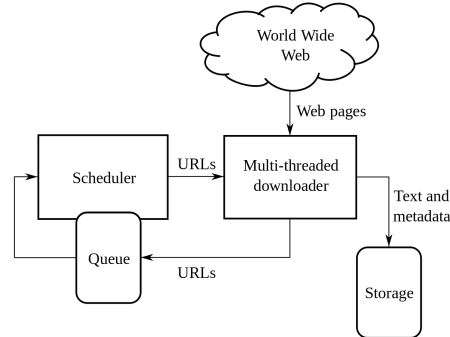 World Wide
Web
Web pages
URLs
Scheduler
Multi-threaded
downloader
Text and
metadata
Queue
URLs
Storage